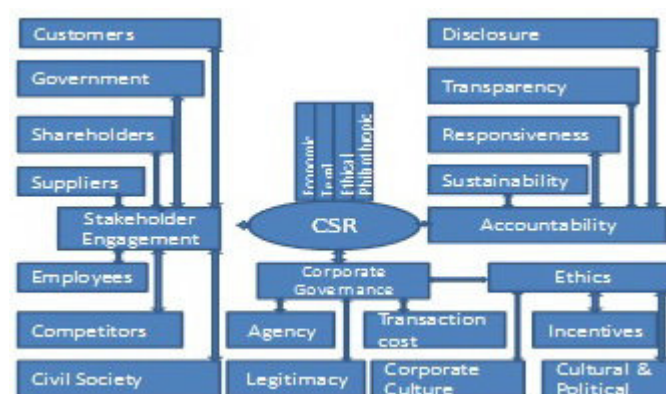 Customers
Government
Shareholders
Suppliers
Stakeholder
Engagement
Employees
Competitors
Civil Society
Economic
Ethical
Philanthropic
CSR
Corporate
Governance
Agency
Transaction
cost
Legitimacy
Corporate
Culture
Disclosure
Transparency
Responsiveness
Sustainability
Accountability
Ethics
Incentives
Cultural &
Political